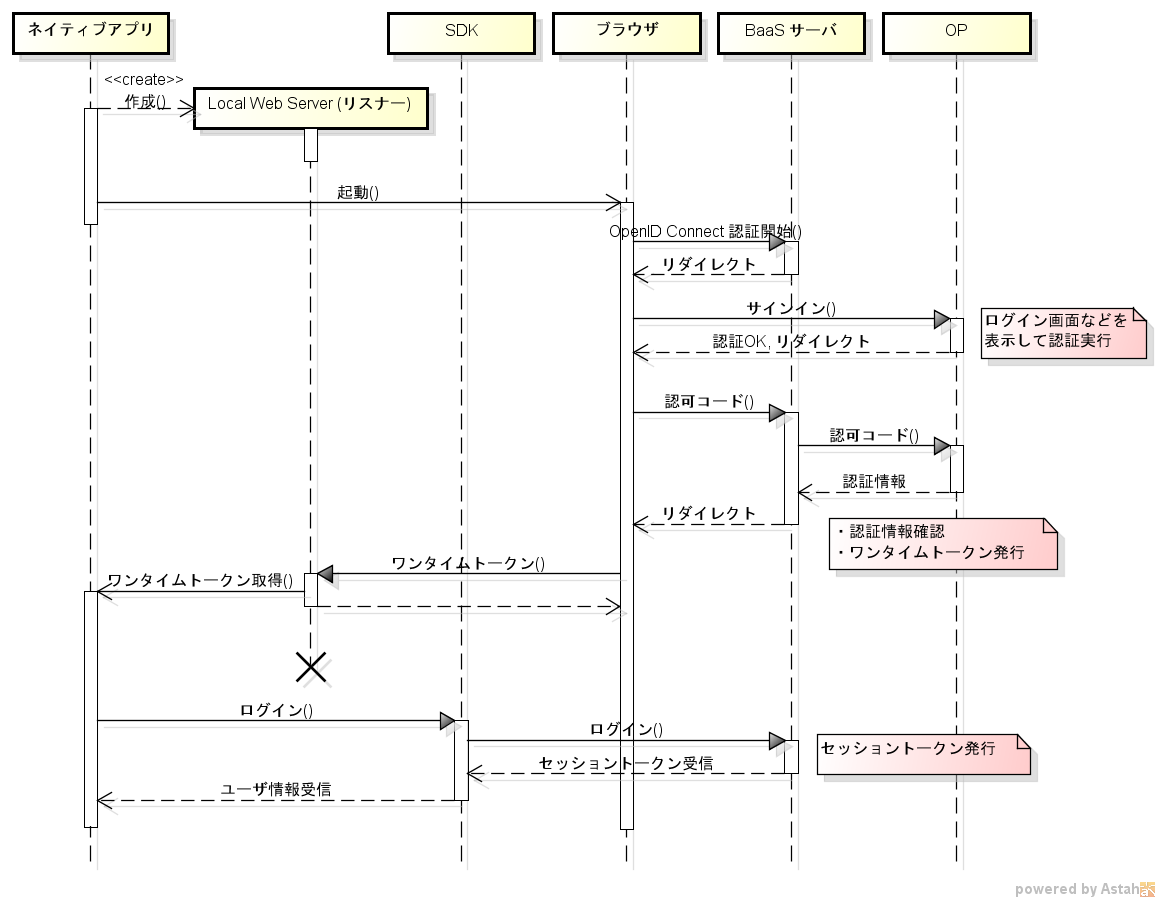 ネイティブアプリ
SDK
ブラウザ
BaaS サーバ
OP
<<create>>
作成()
Local Web Server (リスナー)
起動()
OpenID Connect 認証開始()
リダイレクト
サインイン()
ログイン画面などを
表示して認証実行
認証OK, リダイレクト
認可コード()
認可コード()
認証情報
リダイレクト
・認証情報確認
・ワンタイムトークン発行
ワンタイムトークン()
ワンタイムトークン取得()
ログイン()
ログイン()
セッショントークン発行
セッショントークン受信
ユーザ情報受信
powered by Astah